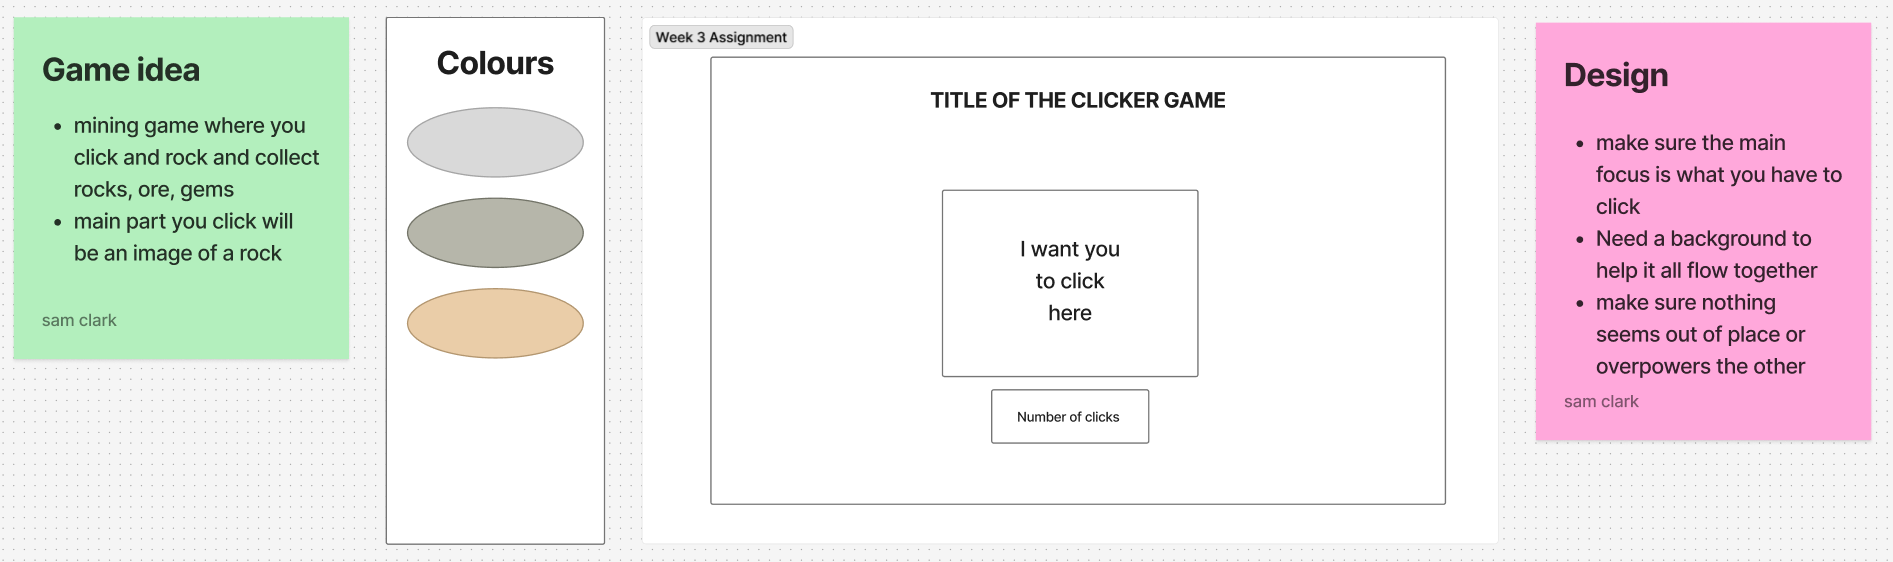 Game idea
mining game where you
click and rock and collect
rocks, ore, gems
main part you click will
be an image of a rock
sam clark
Colours
Week 3 Assignment
TITLE OF THE CLICKER GAME
I want you
to click
here
Number of clicks
Design
make sure the main
focus is what you have to
click
Need a background to
help it all flow together
make sure nothing
seems out of place or
overpowers the other
sam clark